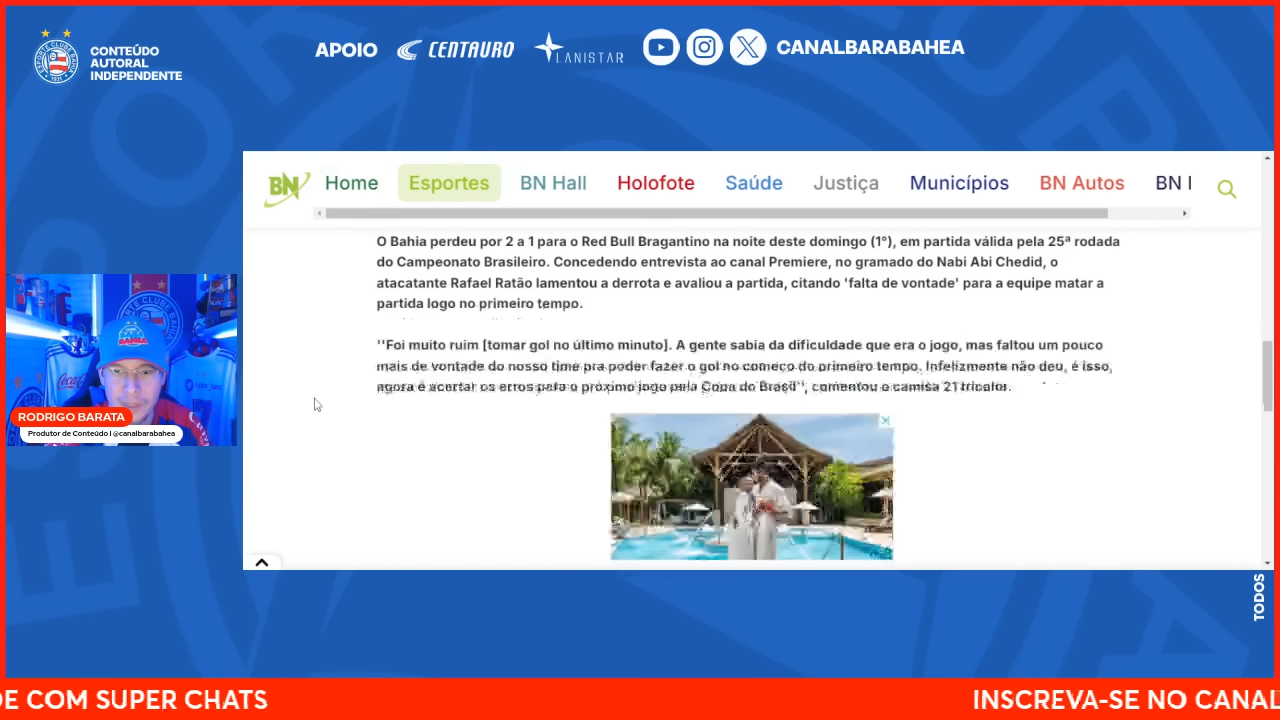 CONTEÚDO
AUTORAL
INDEPENDENTE
APOIO
CENTAURO
LANISTAR
CANALBARABAHEA
BN
Home
Esportes
BN Hall
Holofote
Saúde
Justiça
Municípios
BN Autos
BN
O Bahia perdeu por 2 a 1 para o Red Bull Bragantino na noite deste domingo (1°), em partida válida pela 25ª rodada
do Campeonato Brasileiro. Concedendo entrevista ao canal Premiere, no gramado do Nabi Abi Chedid, o
atacatante Rafael Ratão lamentou a derrota e avaliou a partida, citando 'falta de vontade' para a equipe matar a
partida logo no primeiro tempo.
''Foi muito ruim [tomar gol no último minuto]. A gente sabia da dificuldade que era o jogo, mas faltou um pouco
mais de vontade do nosso time pra poder fazer o gol no começo do primeiro tempo. Infelizmente não deu, é isso,
agora é acertar os erros para o próximo jogo pela Copa do Brasil'', comentou o camisa 21 tricolor.
Coca-Cola
BAHIA
RODRIGO BARATA
Produtor de Conteúdo | @canalbarabahea
TODOS
DE COM SUPER CHATS
INSCREVA-SE NO CANAL